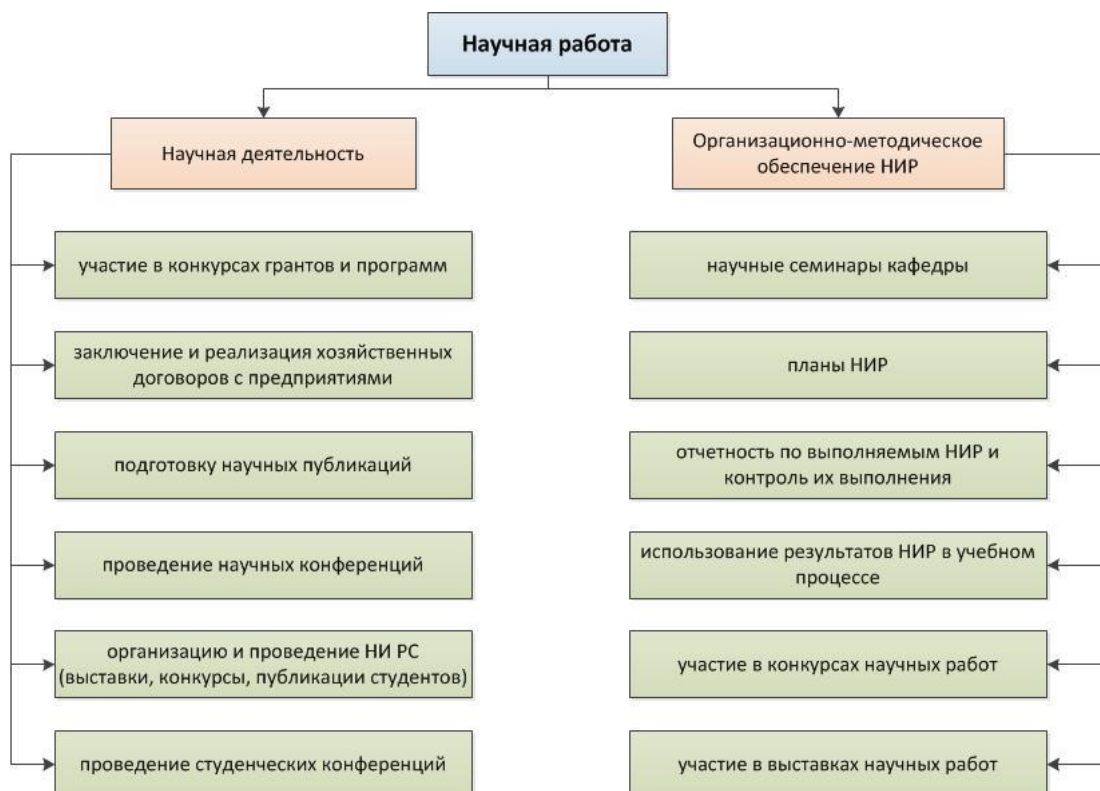 Научная работа
Научная деятельность
Организационно-методическое
обеспечение НИР
участие в конкурсах грантов и программ
заключение и реализация хозяйственных
договоров с предприятиями
подготовку научных публикаций
проведение научных конференций
организацию и проведение НИ РС
(выставки, конкурсы, публикации студентов)
проведение студенческих конференций
научные семинары кафедры
планы НИР
отчетность по выполняемым НИР и
контроль их выполнения
использование результатов НИР в учебном
процессе
участие в конкурсах научных работ
участие в выставках научных работ